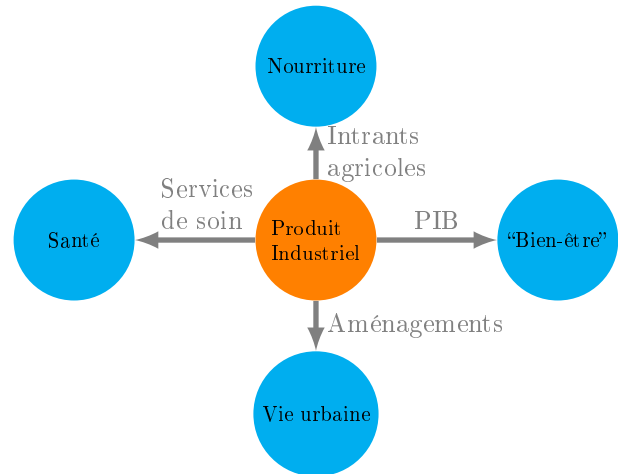 Nourriture
Intrants
agricoles
Services
de soin
Santé
Produit
Industriel
PIB
“Bien-être”
Aménagements
Vie urbaine